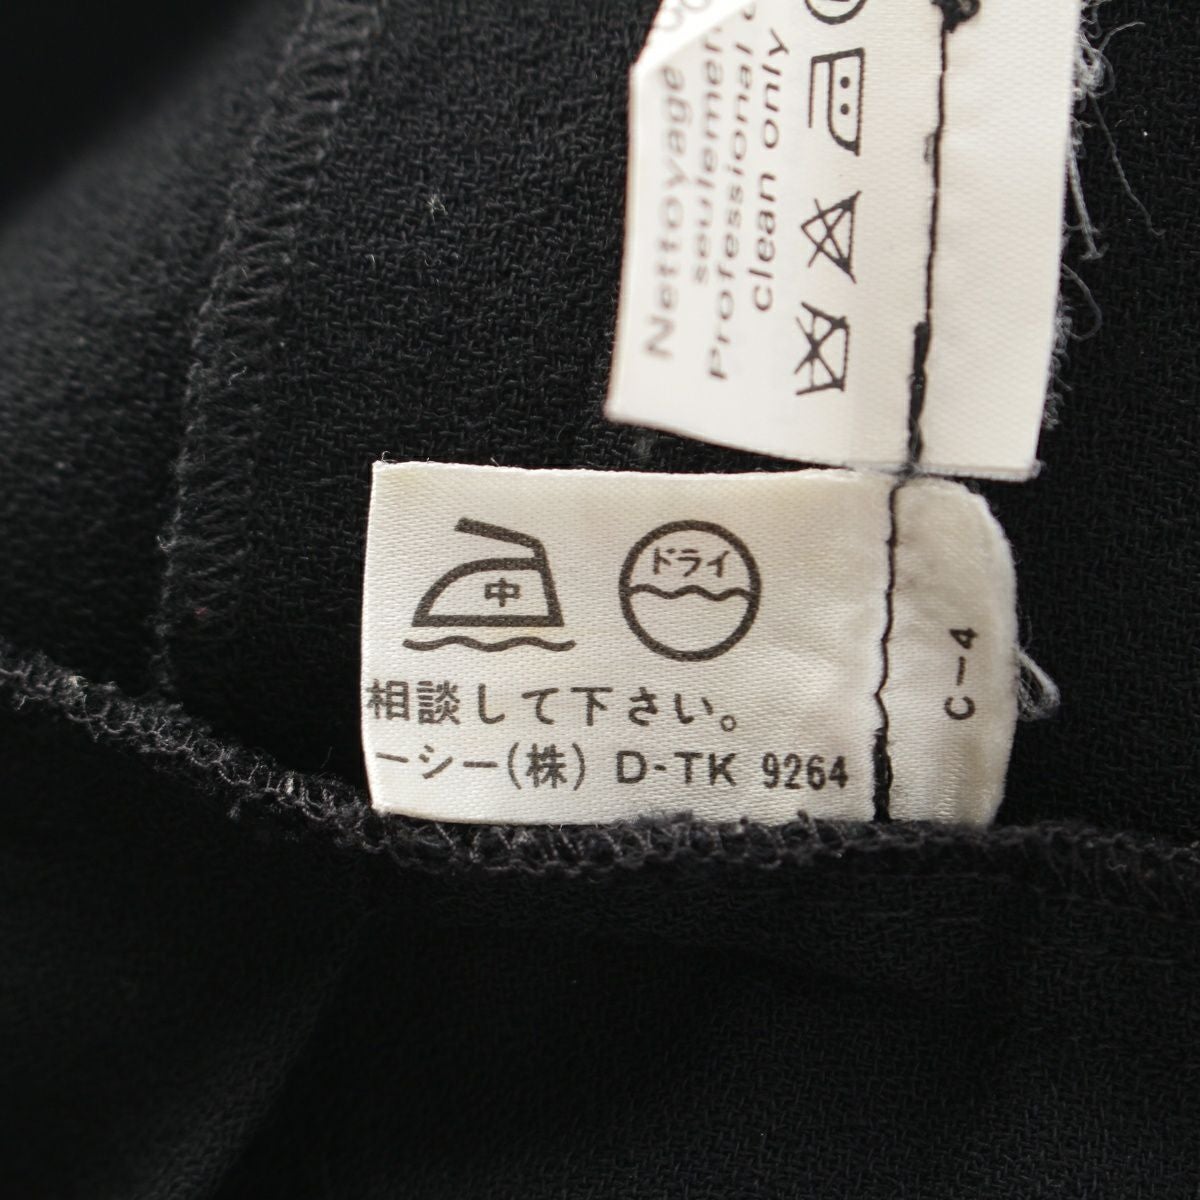 Nettoyage
seulement
Professional
clean only
中
ドライ
相談して下さい。
ーシー(株) D-TK 9264
C-4